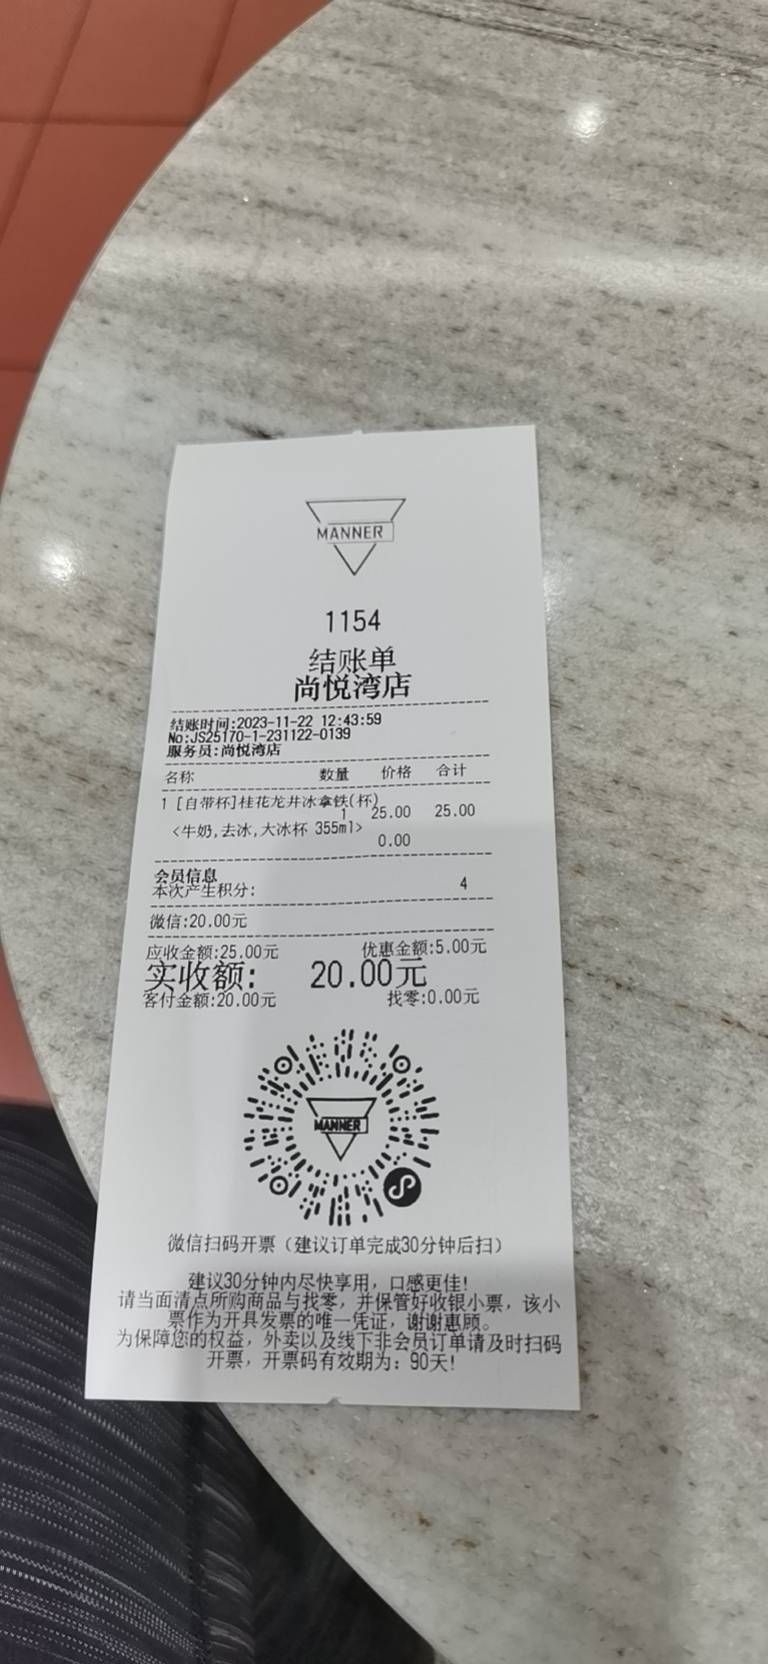 MANNER
1154
结账单
尚悦湾店
结账时间:2023-11-22 12:43:59
No:JS25170-1-231122-0139
服务员:尚悦湾店
名称 数量 价格 合计
1 [自带杯]桂花龙井冰拿铁(杯)
1 25.00 25.00
<牛奶,去冰,大冰杯 355ml>
0.00
会员信息
本次产生积分: 4
微信:20.00元
应收金额:25.00元 优惠金额:5.00元
实收额: 20.00元
客付金额:20.00元 找零:0.00元
MANNER
微信扫码开票（建议订单完成30分钟后扫）
建议30分钟内尽快享用，口感更佳！
请当面清点所购商品与找零，并保管好收银小票，该小
票作为开具发票的唯一凭证，谢谢惠顾。
为保障您的权益，外卖以及线下非会员订单请及时扫码
开票，开票码有效期为：90天！